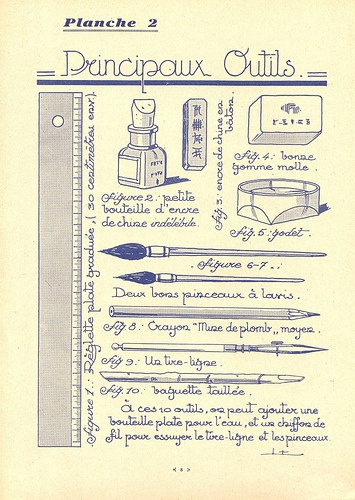 Planche 2
Principaux Outils.
Figure 1.: Réglette plate graduée, (30 centimètres env.)
figure 2.: petite
bouteille d'encre
de chine indélébile.
Fig. 3: encre de chine en
bâton.
Fig. 4.: bonne
gomme molle.
Fig. 5: godet.
Figure 6-7..
Deux bons pinceaux à lavis.
Fig 8.: Crayon "Mine de plomb„ moyen.
Fig 9.: Un tire-ligne.
Fig. 10.: baguette taillée.
À ces 10 outils, on peut ajouter une
bouteille plate pour l'eau, et un chiffon de
fil pour essuyer le tire-ligne et les pinceaux.
< 8 >